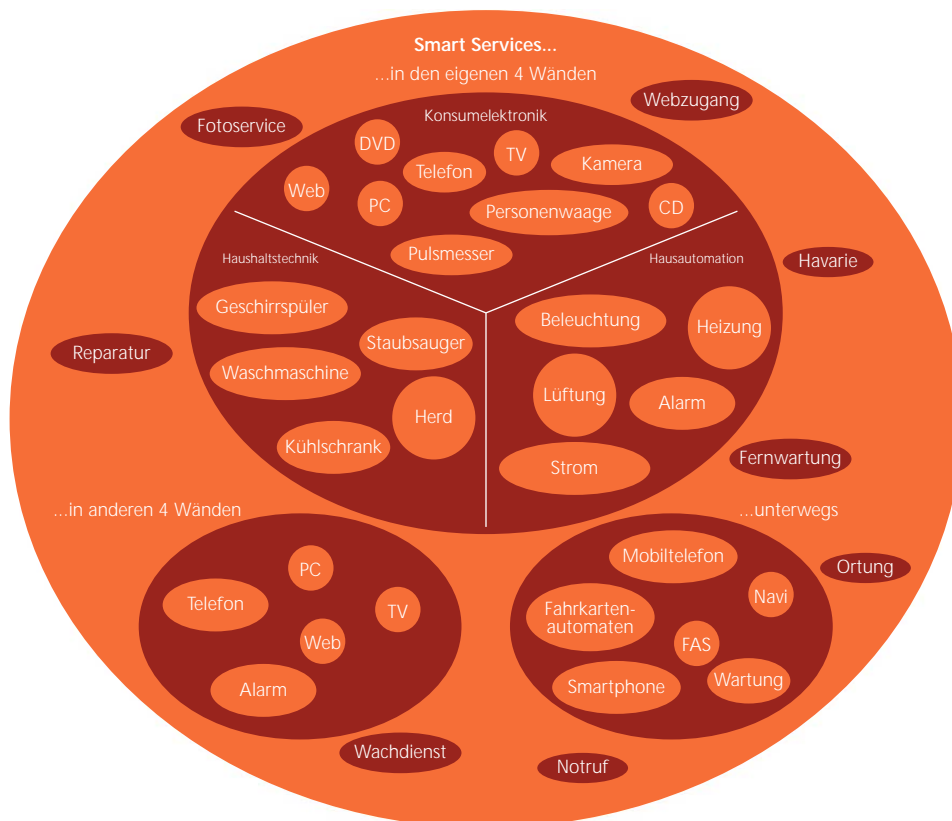 Smart Services...
...in den eigenen 4 Wänden
Webzugang
Fotoservice
Konsumelektronik
DVD
TV
Telefon
Kamera
Web
PC
Personenwaage
CD
Pulsmesser
Haushaltstechnik
Hausautomation
Havarie
Geschirrspüler
Beleuchtung
Heizung
Staubsauger
Reparatur
Waschmaschine
Lüftung
Alarm
Herd
Kühlschrank
Strom
Fernwartung
...in anderen 4 Wänden
...unterwegs
PC
Telefon
TV
Web
Alarm
Mobiltelefon
Ortung
Navi
Fahrkarten-
automaten
FAS
Smartphone
Wartung
Wachdienst
Notruf